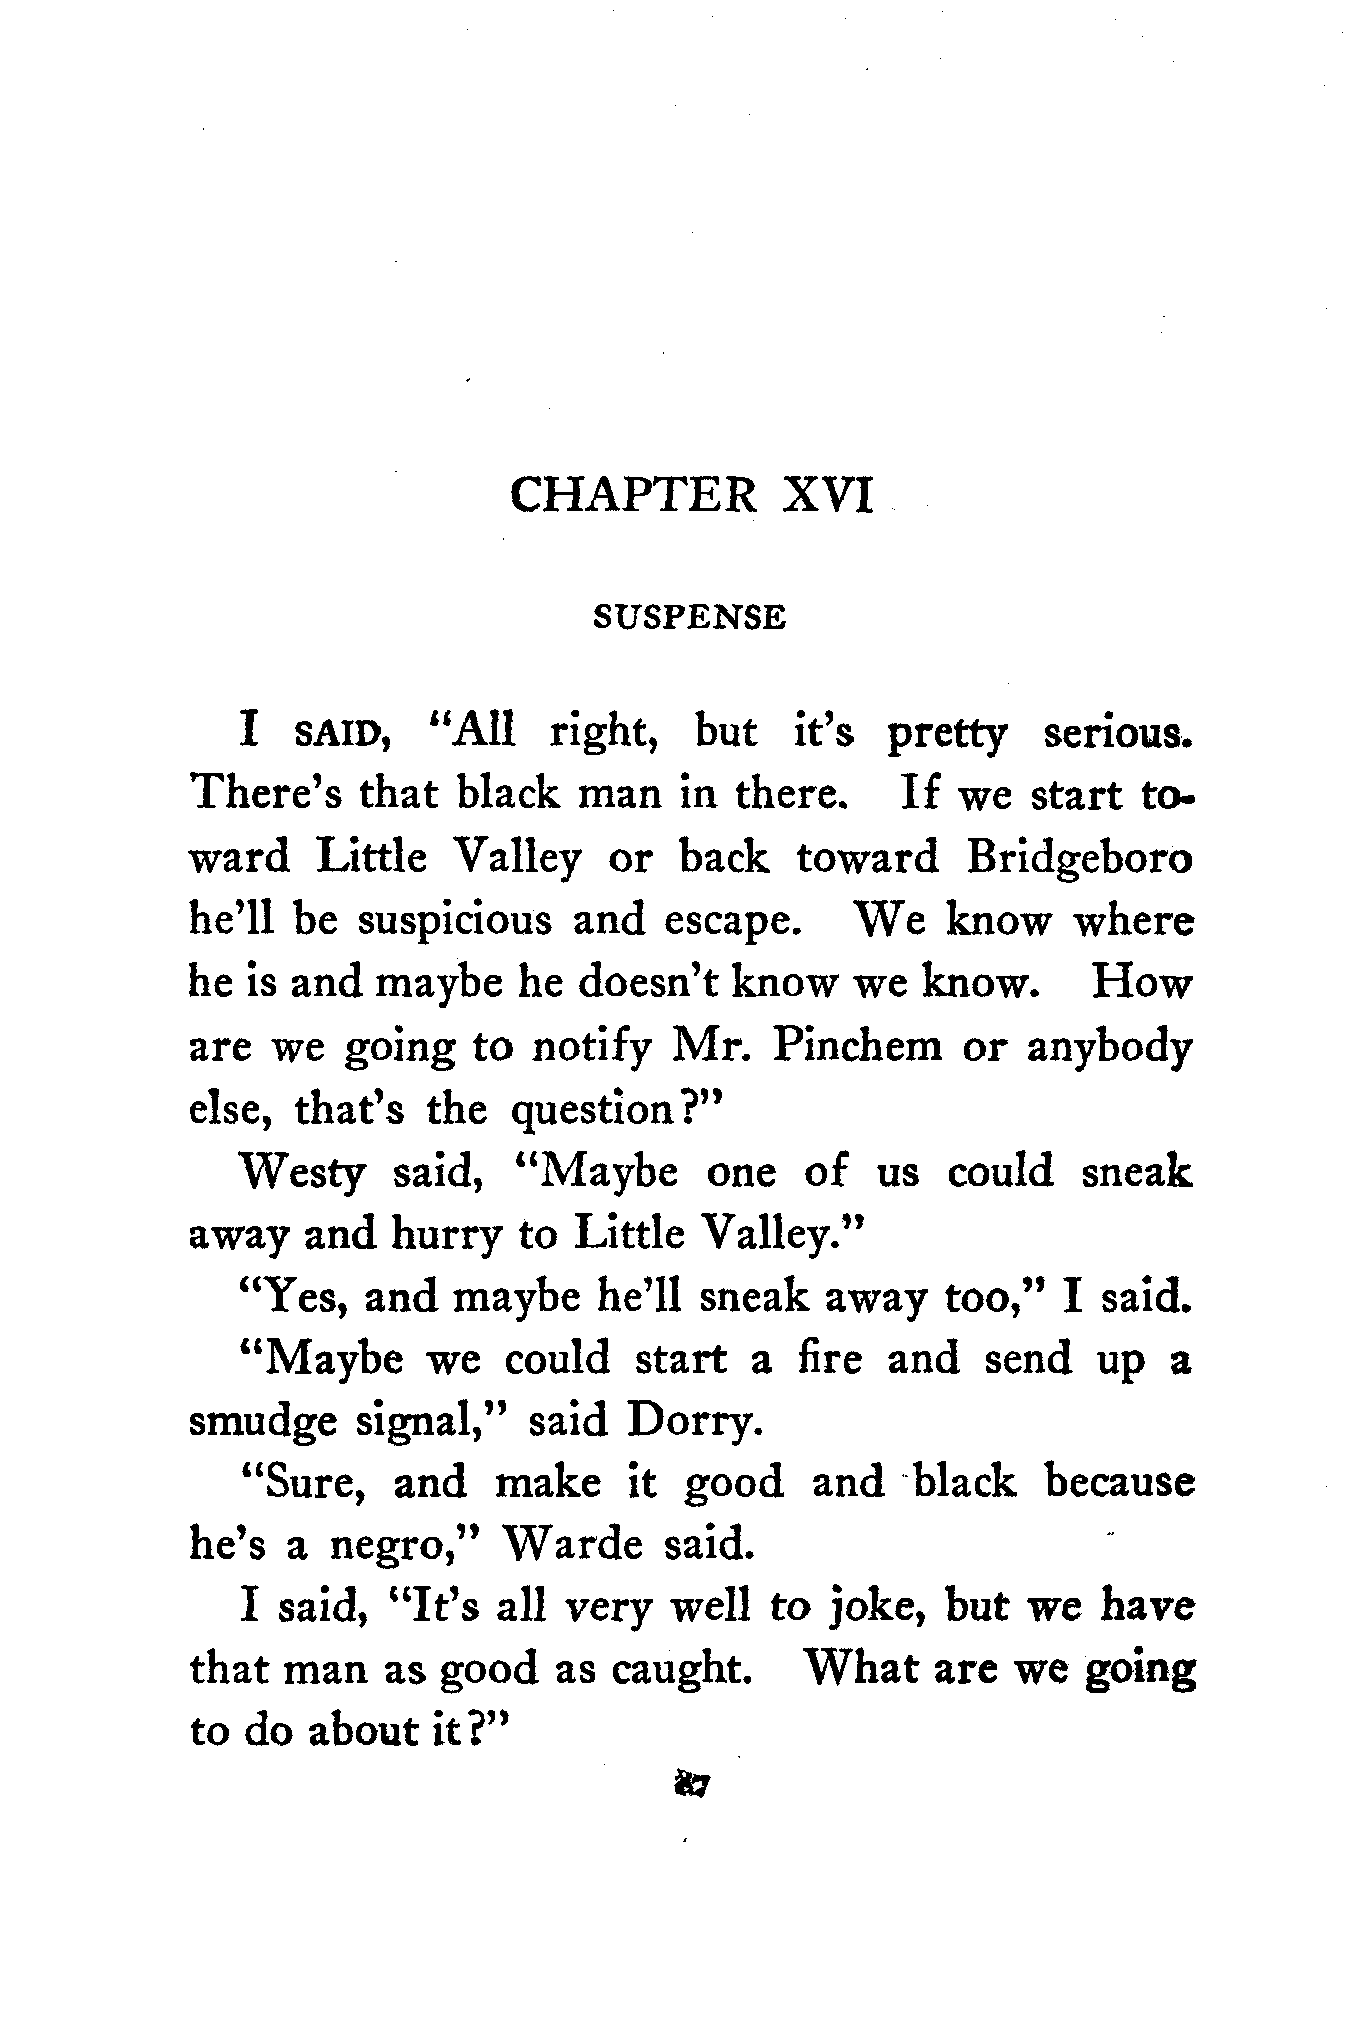 CHAPTER XVI
SUSPENSE
I SAID, “All right, but it’s pretty serious.
There’s that black man in there. If we start to-
ward Little Valley or back toward Bridgeboro
he’ll be suspicious and escape. We know where
he is and maybe he doesn’t know we know. How
are we going to notify Mr. Pinchem or anybody
else, that’s the question?”
Westy said, “Maybe one of us could sneak
away and hurry to Little Valley.”
“Yes, and maybe he’ll sneak away too,” I said.
“Maybe we could start a fire and send up a
smudge signal,” said Dorry.
“Sure, and make it good and black because
he’s a negro,” Warde said.
I said, “It’s all very well to joke, but we have
that man as good as caught. What are we going
to do about it?”
87